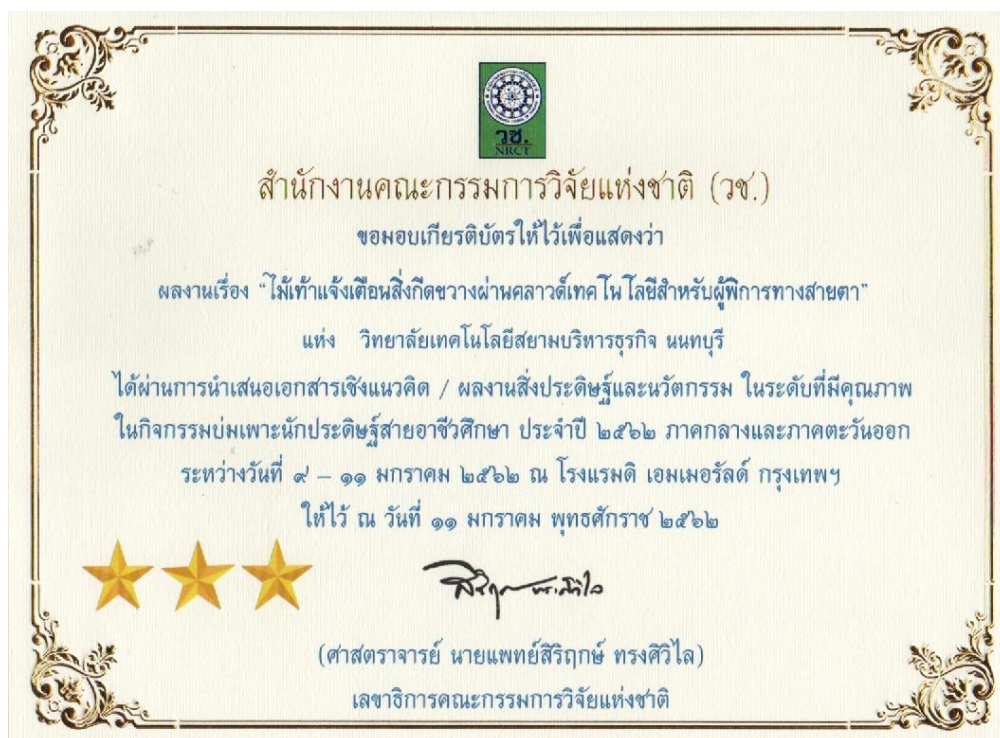 วช.
NRCT
สำนักงานคณะกรรมการวิจัยแห่งชาติ (วช.)
ขอมอบเกียรติบัตรให้ไว้เพื่อแสดงว่า
ผลงานเรื่อง “ไม้เท้าแจ้งเตือนสิ่งกีดขวางผ่านคลาวด์เทคโนโลยีสำหรับผู้พิการทางสายตา”
แห่ง วิทยาลัยเทคโนโลยีสยามบริหารธุรกิจ นนทบุรี
ได้ผ่านการนำเสนอเอกสารเชิงแนวคิด / ผลงานสิ่งประดิษฐ์และนวัตกรรม ในระดับที่มีคุณภาพ
ในกิจกรรมบ่มเพาะนักประดิษฐ์สายอาชีวศึกษา ประจำปี ๒๕๖๒ ภาคกลางและภาคตะวันออก
ระหว่างวันที่ ๙ – ๑๑ มกราคม ๒๕๖๒ ณ โรงแรมดิ เอมเมอรัลด์ กรุงเทพฯ
ให้ไว้ ณ วันที่ ๑๑ มกราคม พุทธศักราช ๒๕๖๒
(ศาสตราจารย์ นายแพทย์สิริฤกษ์ ทรงศิวิไล)
เลขาธิการคณะกรรมการวิจัยแห่งชาติ